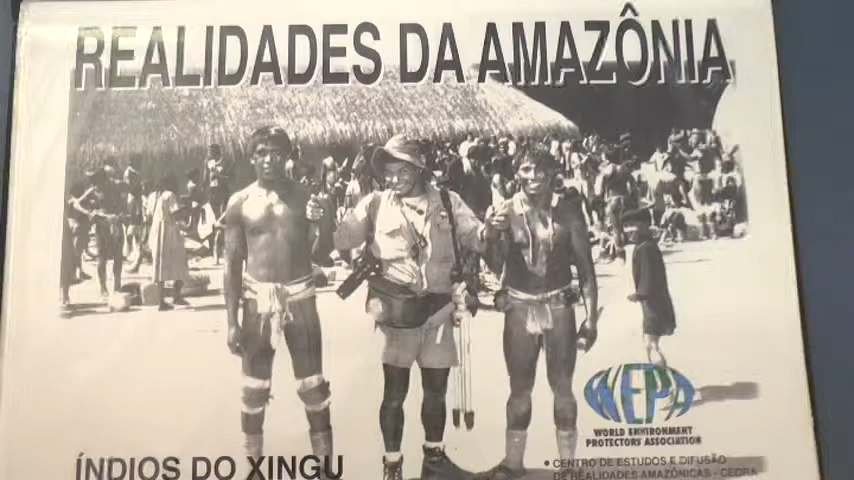 REALIDADES DA AMAZÔNIA
WEPA
WORLD ENVIRONMENT
PROTECTORS ASSOCIATION
ÍNDIOS DO XINGU
• CENTRO DE ESTUDOS E DIFUSÃO
DE REALIDADES AMAZÔNICAS - CEDRA